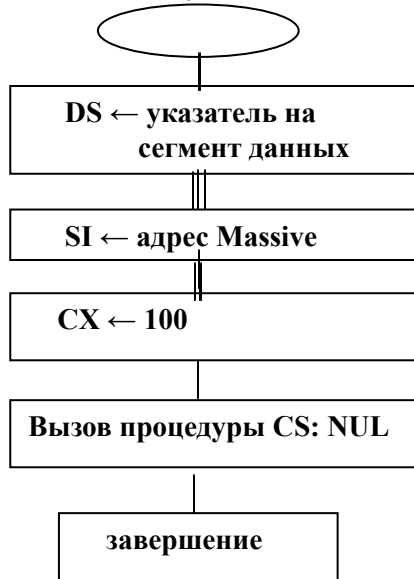 DS ← указатель на
сегмент данных
SI ← адрес Massive
CX ← 100
Вызов процедуры CS: NUL
завершение